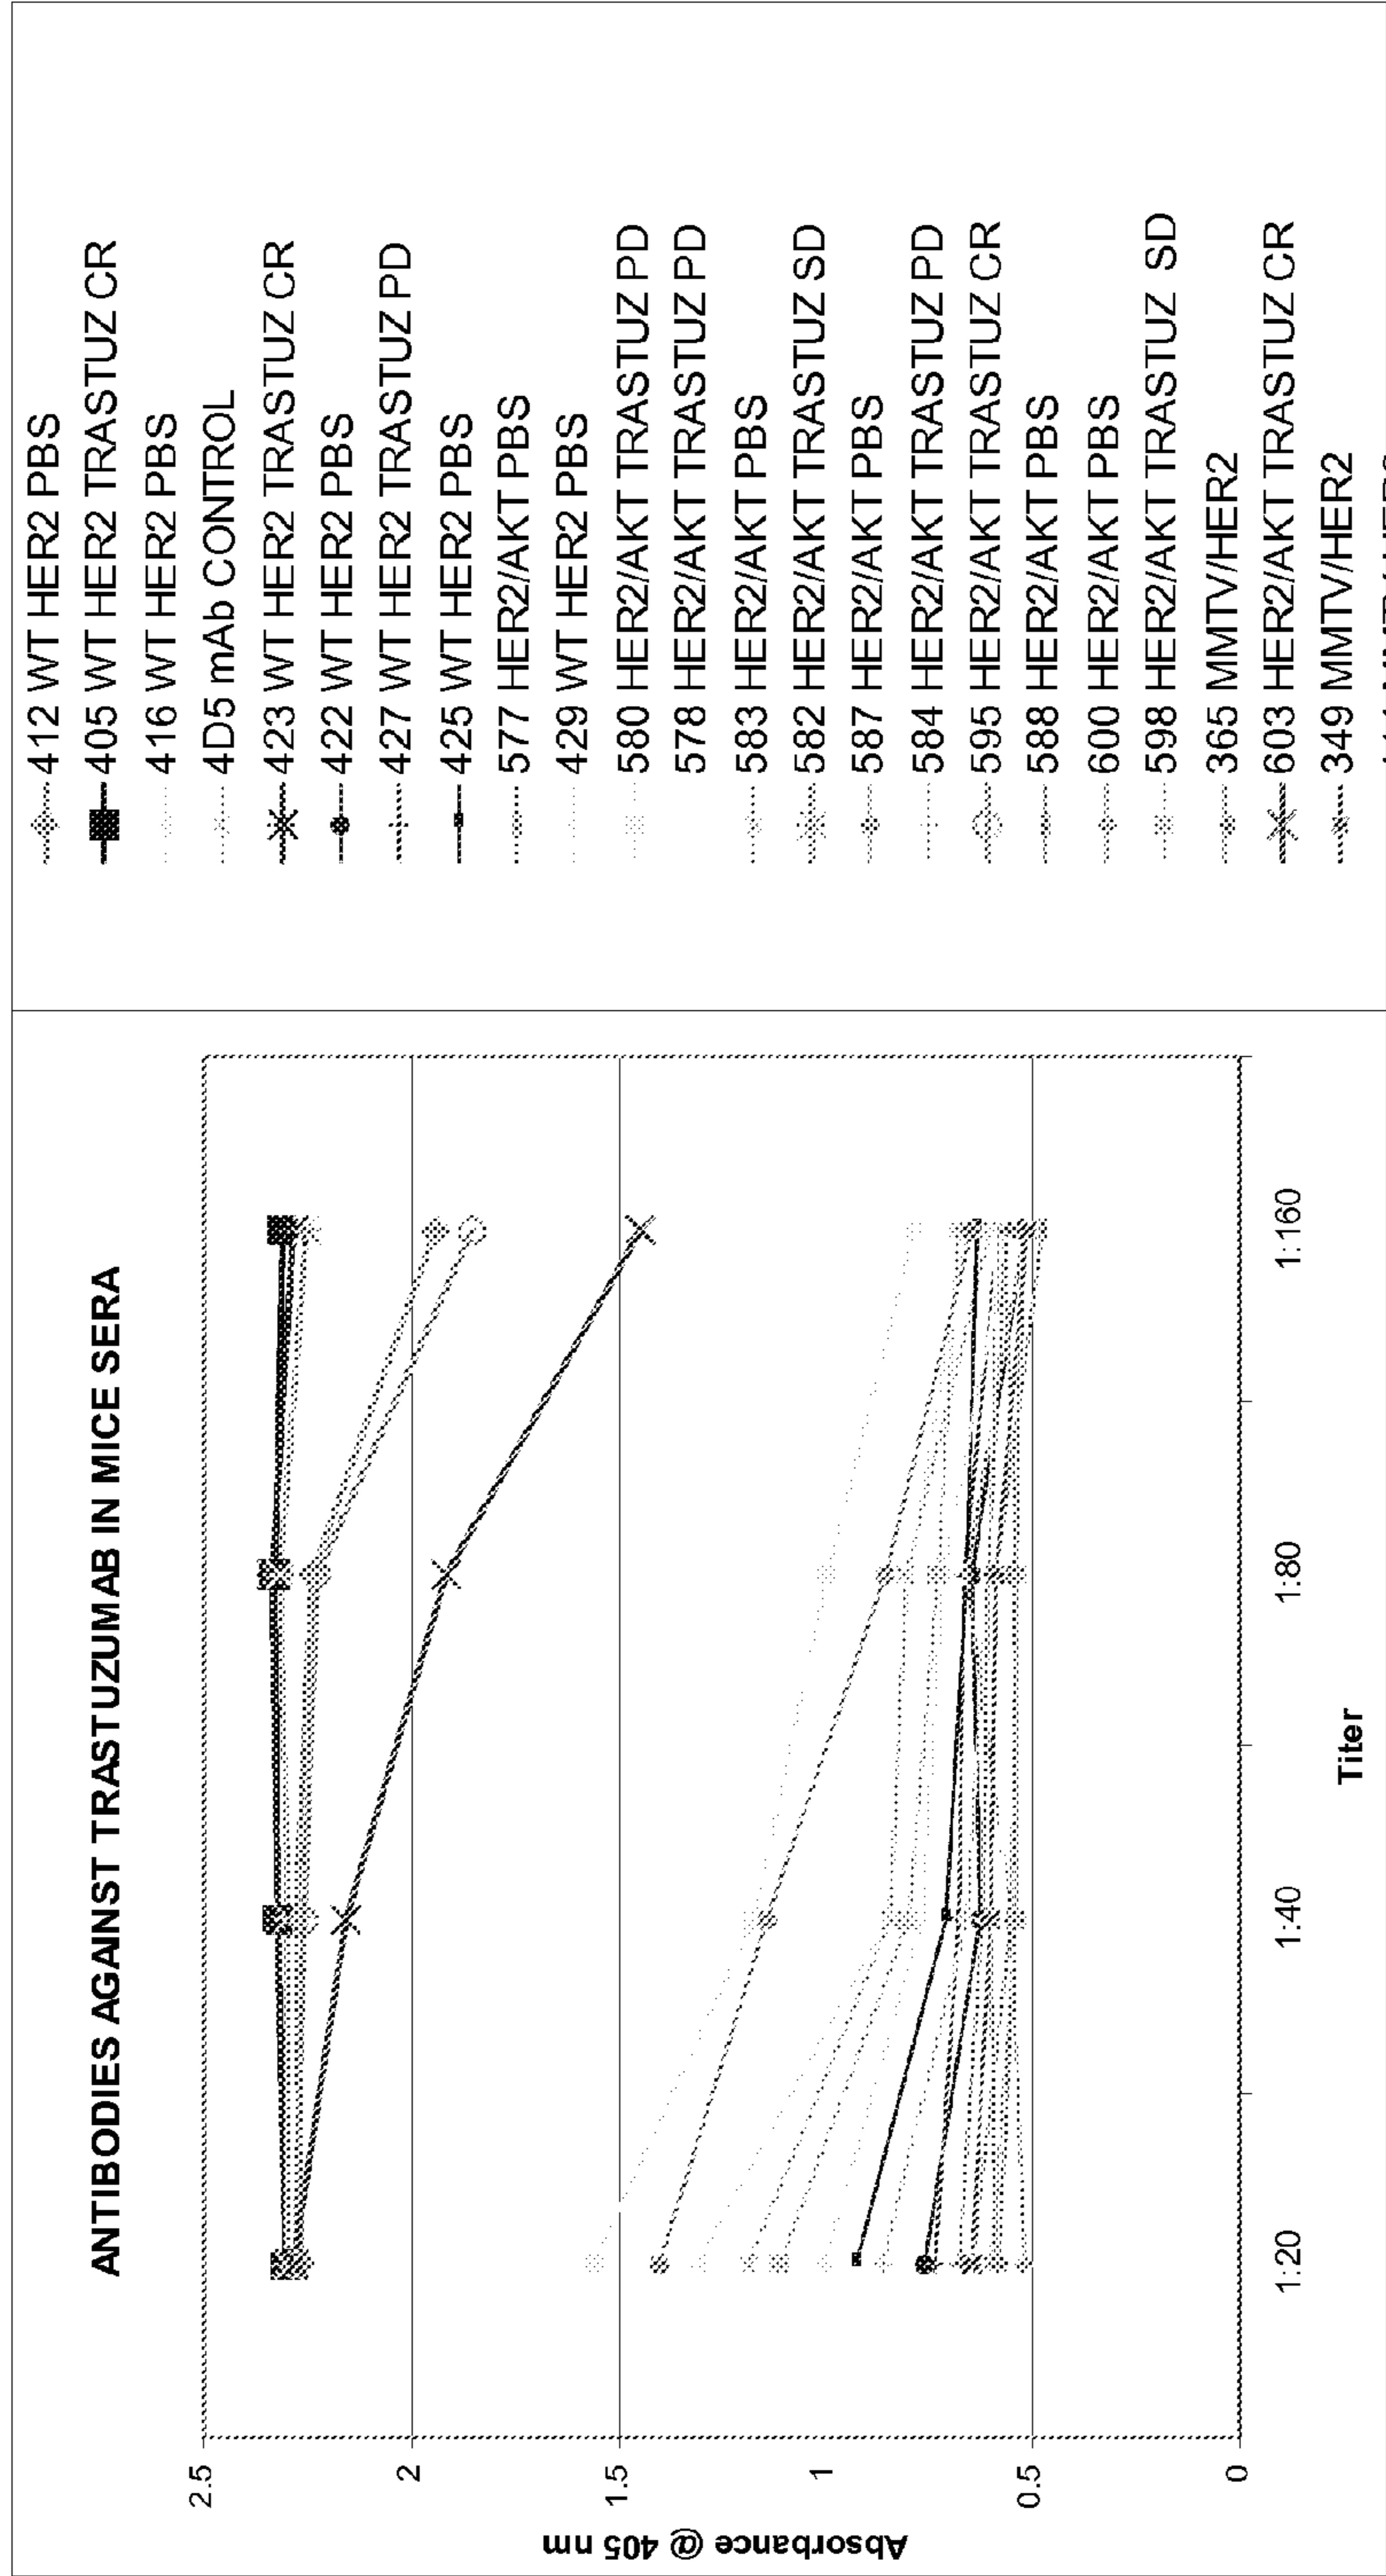 ANTIBODIES AGAINST TRASTUZUMAB IN MICE SERA
Absorbance @ 405 nm
2.5
2
1.5
1
0.5
0
1:20
1:40
1:80
1:160
Titer
412 WT HER2 PBS
405 WT HER2 TRASTUZ CR
416 WT HER2 PBS
4D5 mAb CONTROL
423 WT HER2 TRASTUZ CR
422 WT HER2 PBS
427 WT HER2 TRASTUZ PD
425 WT HER2 PBS
577 HER2/AKT PBS
429 WT HER2 PBS
580 HER2/AKT TRASTUZ PD
578 HER2/AKT TRASTUZ PD
583 HER2/AKT PBS
582 HER2/AKT TRASTUZ SD
587 HER2/AKT PBS
584 HER2/AKT TRASTUZ PD
595 HER2/AKT TRASTUZ CR
588 HER2/AKT PBS
600 HER2/AKT PBS
598 HER2/AKT TRASTUZ SD
365 MMTV/HER2
603 HER2/AKT TRASTUZ CR
349 MMTV/HER2